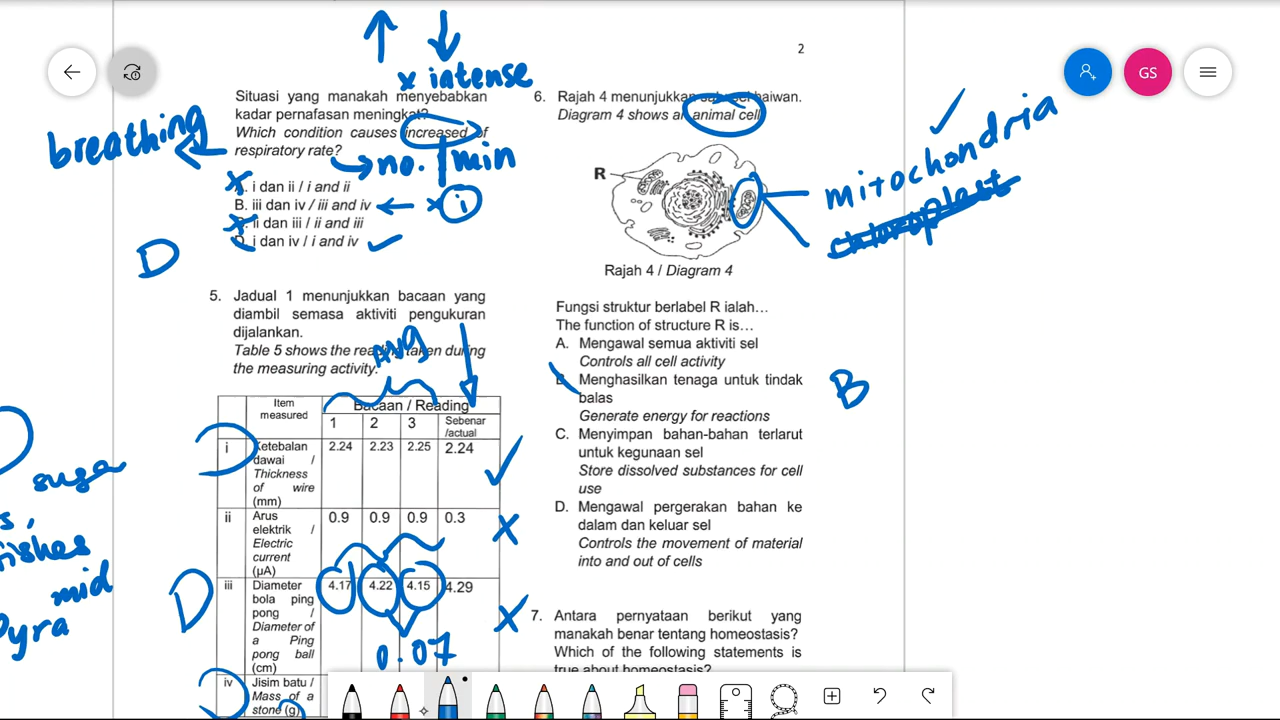 2
GS
x intense
Situasi yang manakah menyebabkan
kadar pernafasan meningkat?
Which condition causes increased of
respiratory rate?
breathing
no.
min
A. i dan ii / i and ii
B. iii dan iv / iii and iv
x i
C. ii dan iii / ii and iii
D. i dan iv / i and iv
D
5. Jadual 1 menunjukkan bacaan yang
diambil semasa aktiviti pengukuran
dijalankan.
Table 5 shows the reading taken during
the measuring activity.
Avg
Item
measured
Bacaan / Reading
1 2 3 Sebenar
/actual
i Ketebalan
dawai /
Thickness
of wire
(mm)
2.24 2.23 2.25 2.24
ii Arus
elektrik /
Electric
current
(μA)
0.9 0.9 0.9 0.3
x
iii Diameter
bola ping
pong /
Diameter of
a Ping
pong ball
(cm)
4.17 4.22 4.15 4.29
x
D
0.07
iv Jisim batu /
Mass of a
stone (g)
suga
s,
fishes
mid
pyra
6. Rajah 4 menunjukkan haiwan.
Diagram 4 shows an animal cell
R
mitochondria
chloroplast
Rajah 4 / Diagram 4
Fungsi struktur berlabel R ialah…
The function of structure R is…
A. Mengawal semua aktiviti sel
Controls all cell activity
B. Menghasilkan tenaga untuk tindak
balas
Generate energy for reactions
B
C. Menyimpan bahan-bahan terlarut
untuk kegunaan sel
Store dissolved substances for cell
use
D. Mengawal pergerakan bahan ke
dalam dan keluar sel
Controls the movement of material
into and out of cells
7. Antara pernyataan berikut yang
manakah benar tentang homeostasis?
Which of the following statements is
true about homeostasis?